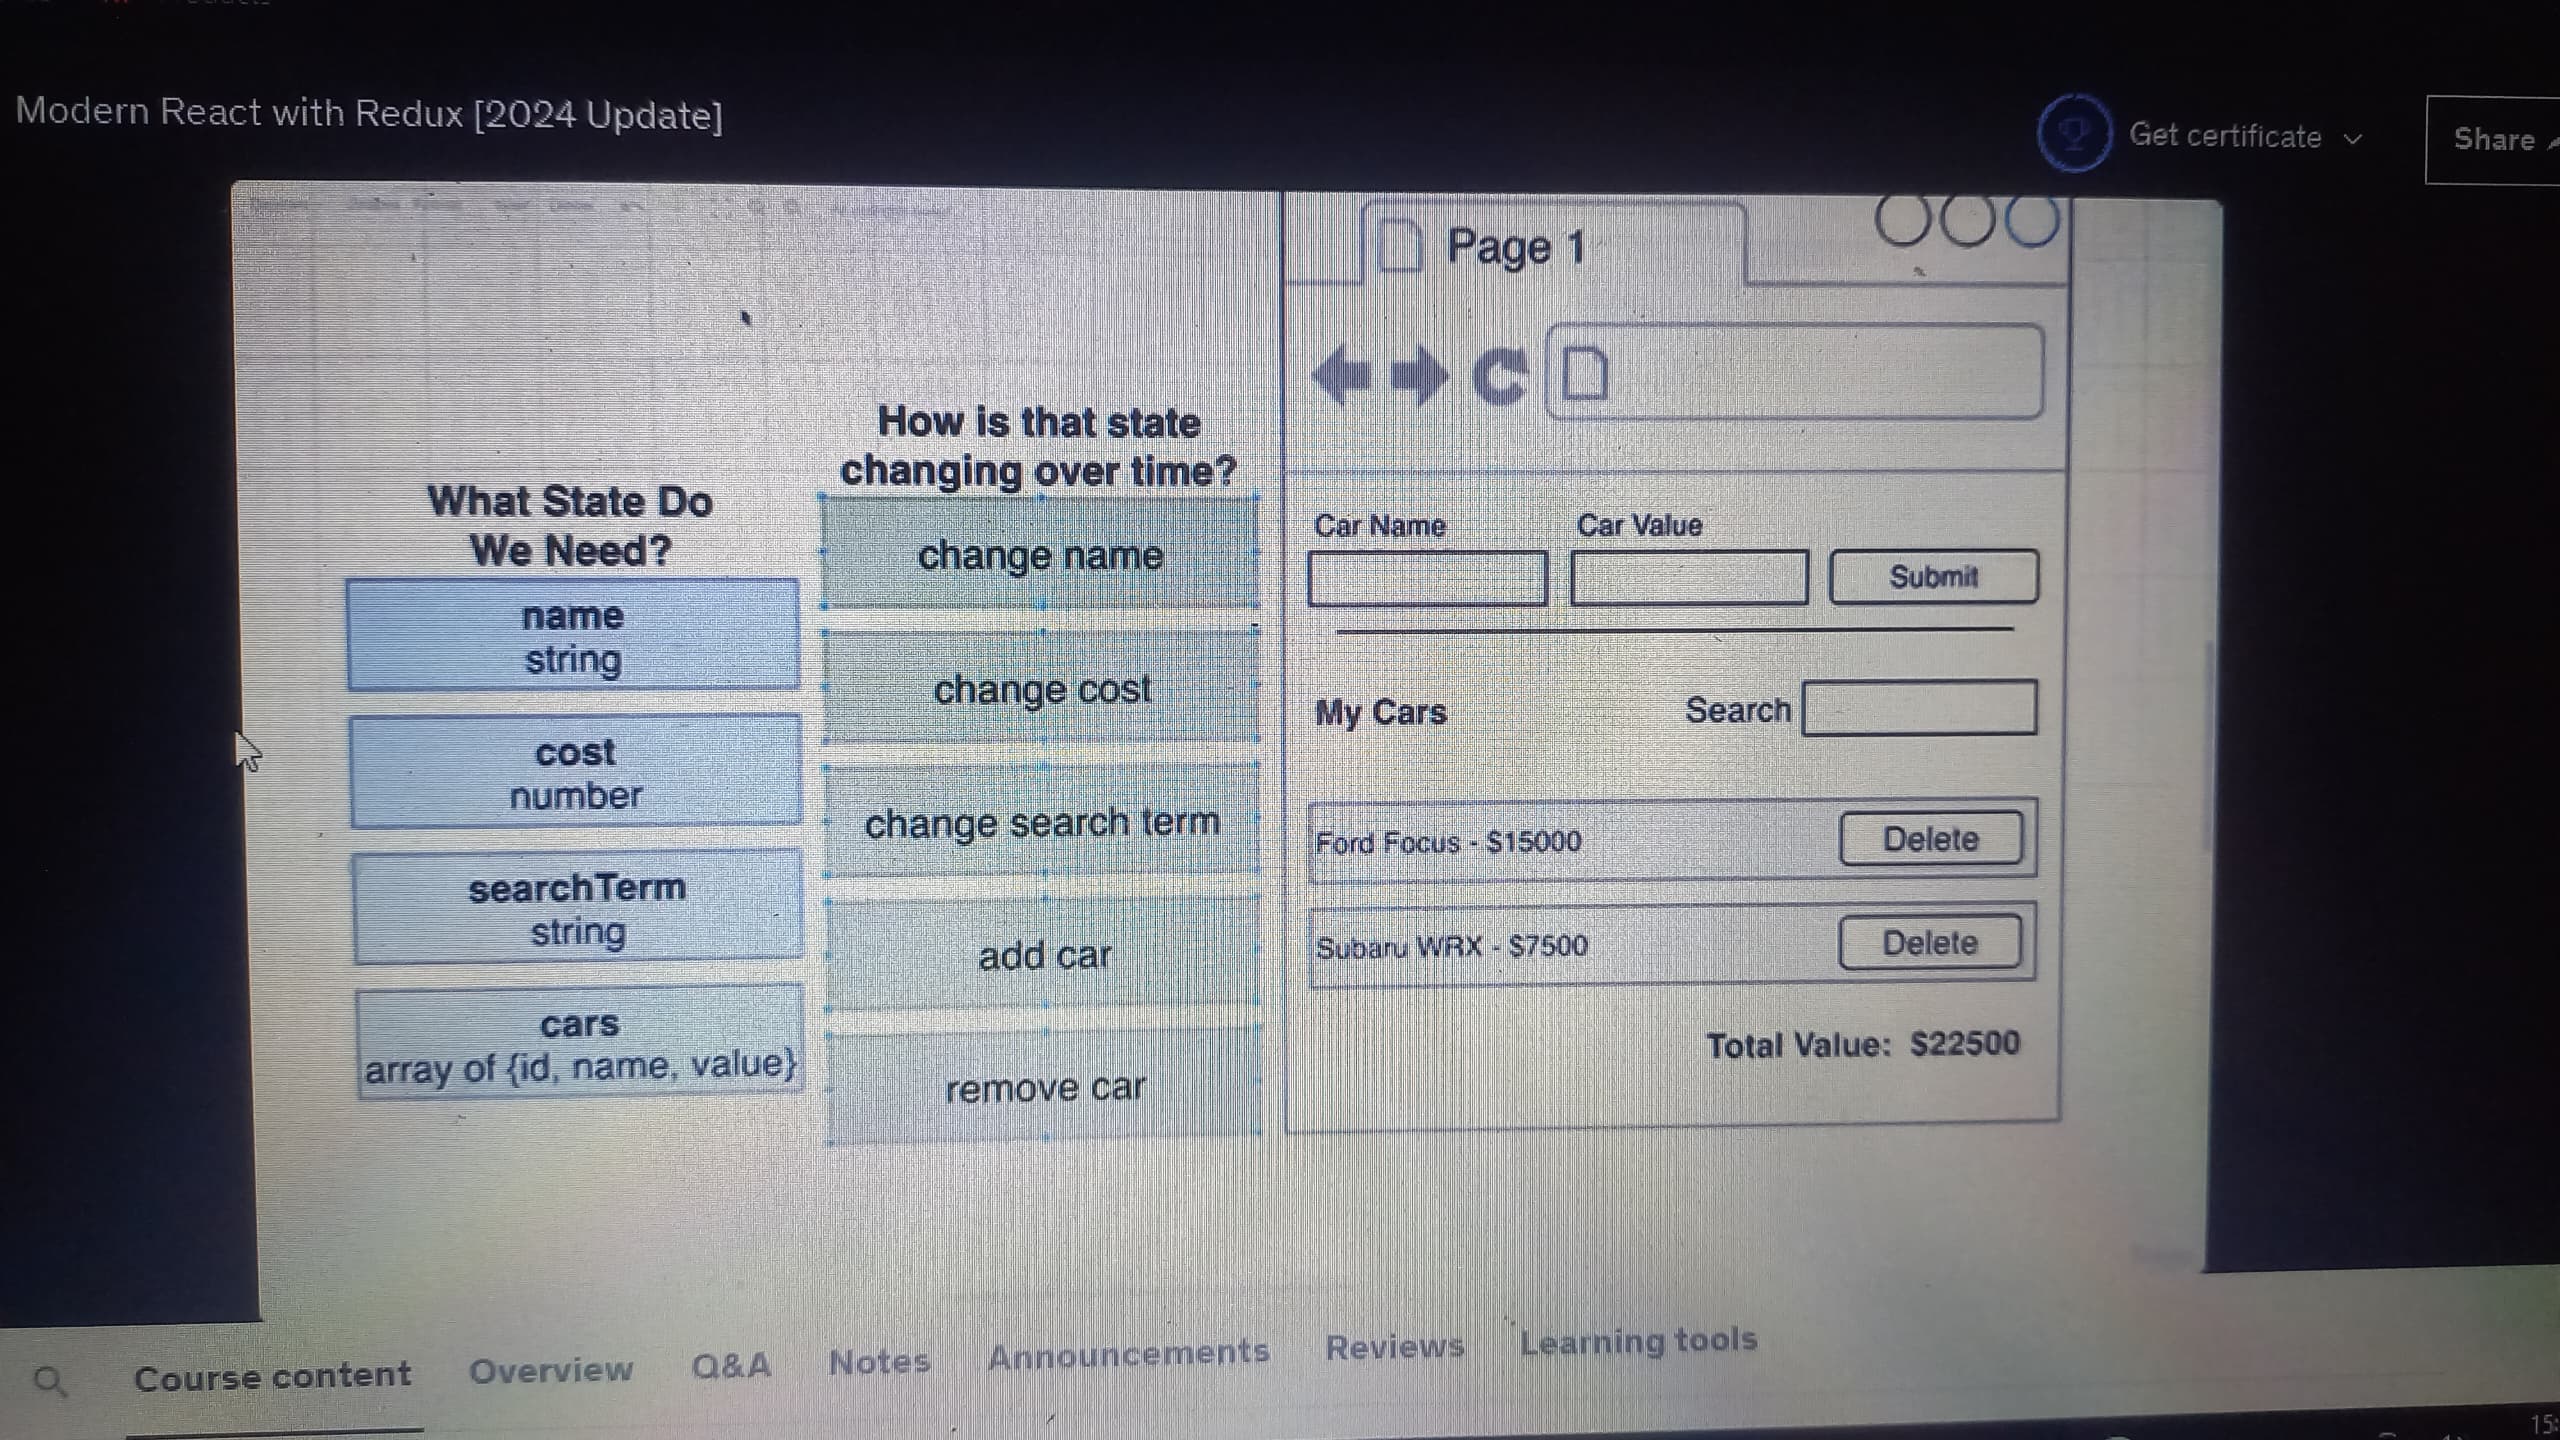 Modern React with Redux [2024 Update]
Get certificate
Share
Page 1
How is that state
changing over time?
What State Do
We Need?
change name
change cost
change search term
add car
remove car
name
string
cost
number
searchTerm
string
cars
array of {id, name, value}
Car Name
Car Value
Submit
My Cars
Search
Ford Focus - $15000
Delete
Subaru WRX - $7500
Delete
Total Value: $22500
Course content
Overview
Q&A
Notes
Announcements
Reviews
Learning tools
15: